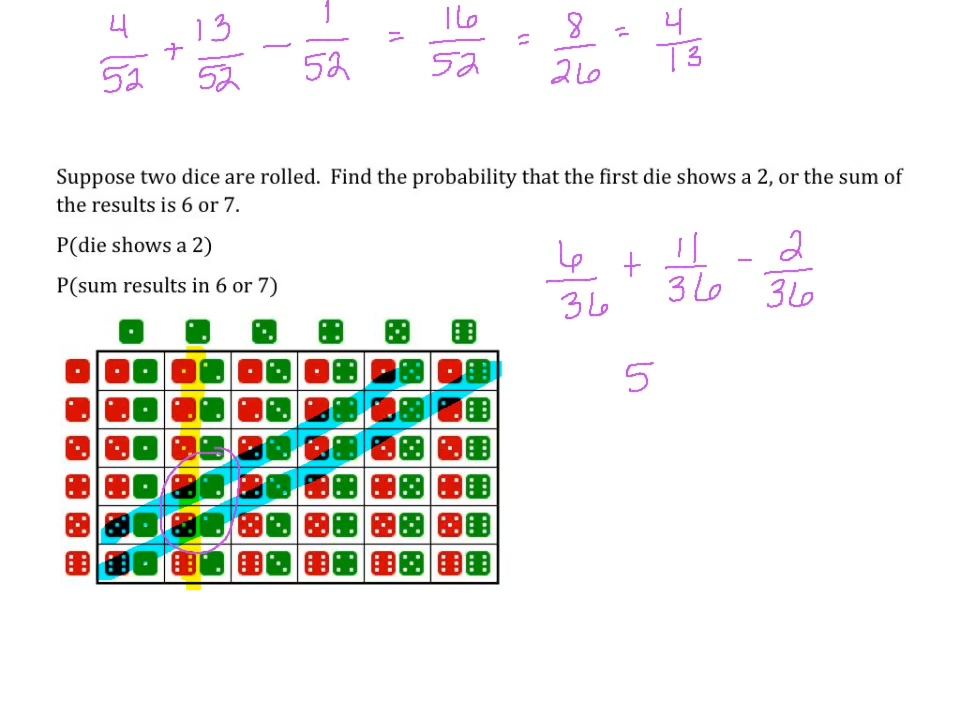 4/52 + 13/52 - 1/52 = 16/52 = 8/26 = 4/13
Suppose two dice are rolled. Find the probability that the first die shows a 2, or the sum of
the results is 6 or 7.
P(die shows a 2)
P(sum results in 6 or 7)
6/36 + 11/36 - 2/36
5